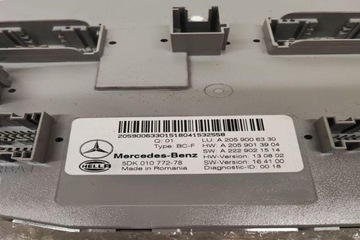 20590063301518041532558
Q: 01
LU: A 205 900 63 30
Type: BC-F
HW: A 205 901 39 04
SW: A 222 902 15 14
Mercedes-Benz
HW-Version: 13 08 02
5DK 010 772-78
SW-Version: 16 41 00
Made in Romania
Diagnostic-ID: 00 18
HELLA